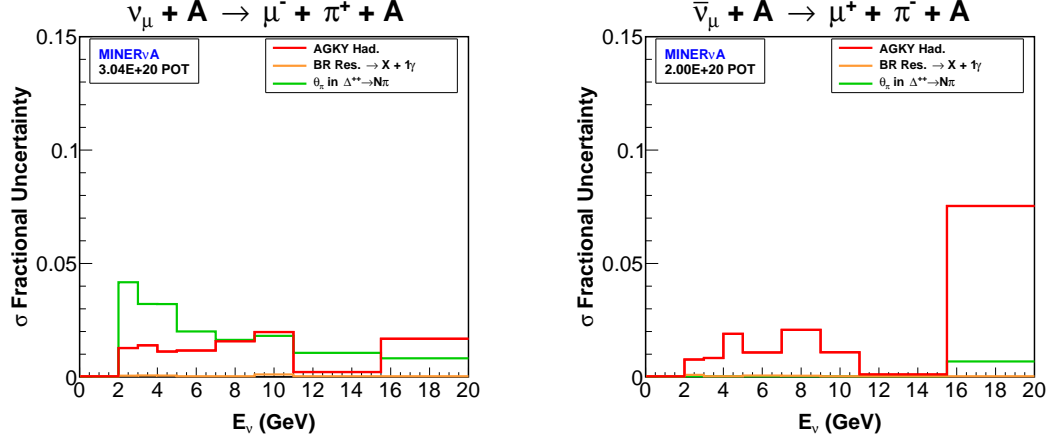 ν_μ + A → μ⁻ + π⁺ + A
0.15
MINERνA
3.04E+20 POT
AGKY Had.
BR Res. → X + 1γ
θ_π in Δ⁺⁺→Nπ
0.1
0.05
0
σ Fractional Uncertainty
0 2 4 6 8 10 12 14 16 18 20
E_ν (GeV)
ν̅_μ + A → μ⁺ + π⁻ + A
0.15
MINERνA
2.00E+20 POT
AGKY Had.
BR Res. → X + 1γ
θ_π in Δ⁺⁺→Nπ
0.1
0.05
0
σ Fractional Uncertainty
0 2 4 6 8 10 12 14 16 18 20
E_ν (GeV)